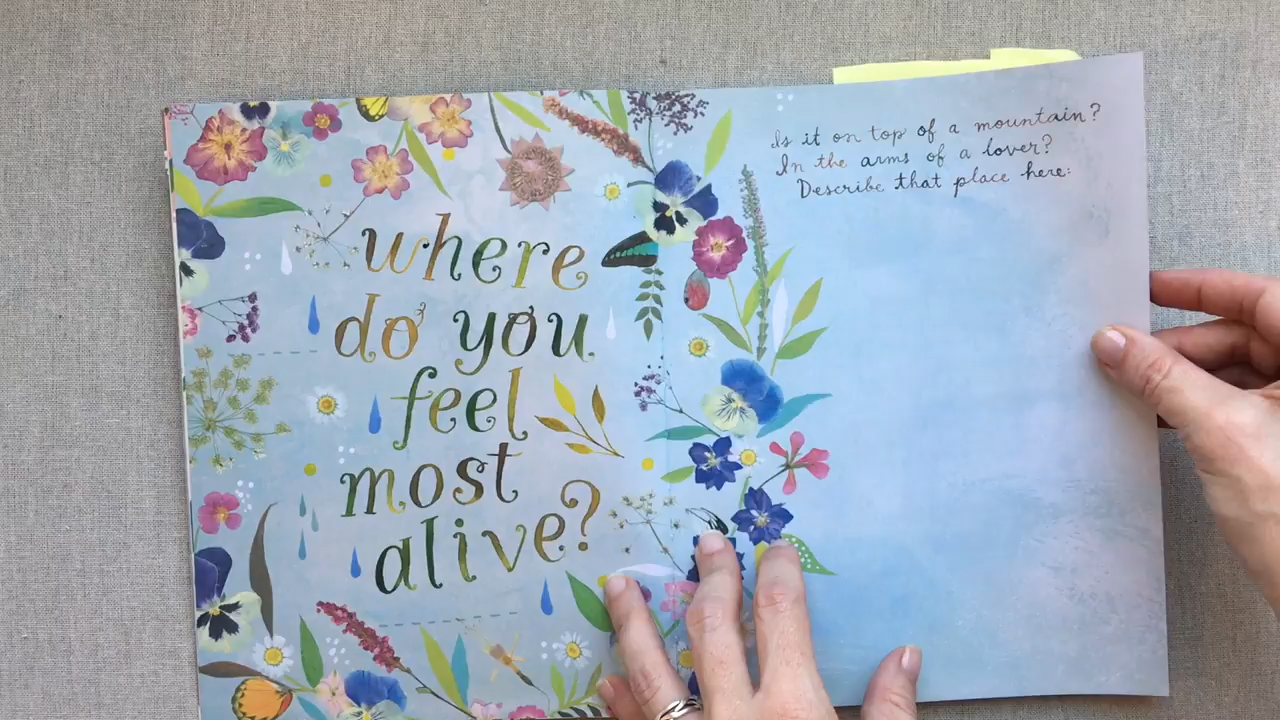 where
do you
feel
most
alive?
Is it on top of a mountain?
In the arms of a lover?
Describe that place here: